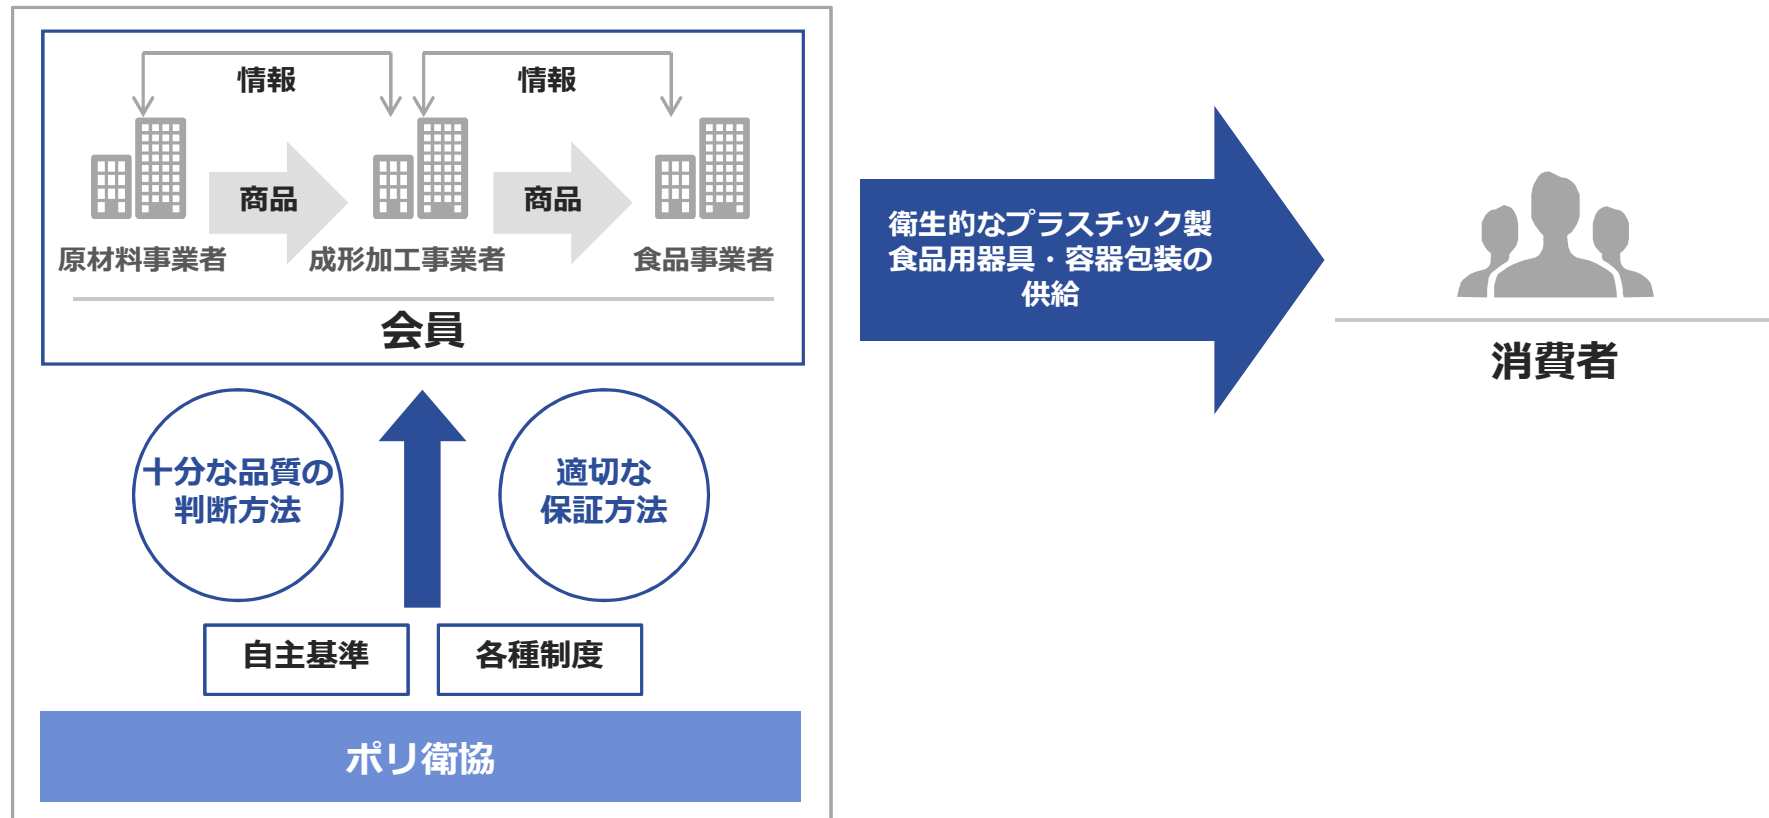 情報
情報
商品
商品
原材料事業者
成形加工事業者
食品事業者
会員
衛生的なプラスチック製
食品用器具・容器包装の
供給
消費者
十分な品質の
判断方法
適切な
保証方法
自主基準
各種制度
ポリ衛協